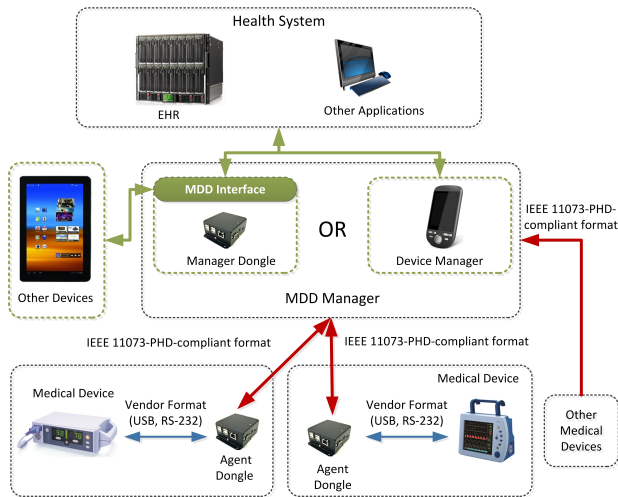 Health System
EHR
Other Applications
MDD Interface
Manager Dongle
OR
Device Manager
MDD Manager
Other Devices
IEEE 11073-PHD-
compliant format
IEEE 11073-PHD-compliant format
IEEE 11073-PHD-compliant format
Medical Device
Vendor Format
(USB, RS-232)
Agent
Dongle
Medical Device
Vendor Format
(USB, RS-232)
Agent
Dongle
Other
Medical
Devices